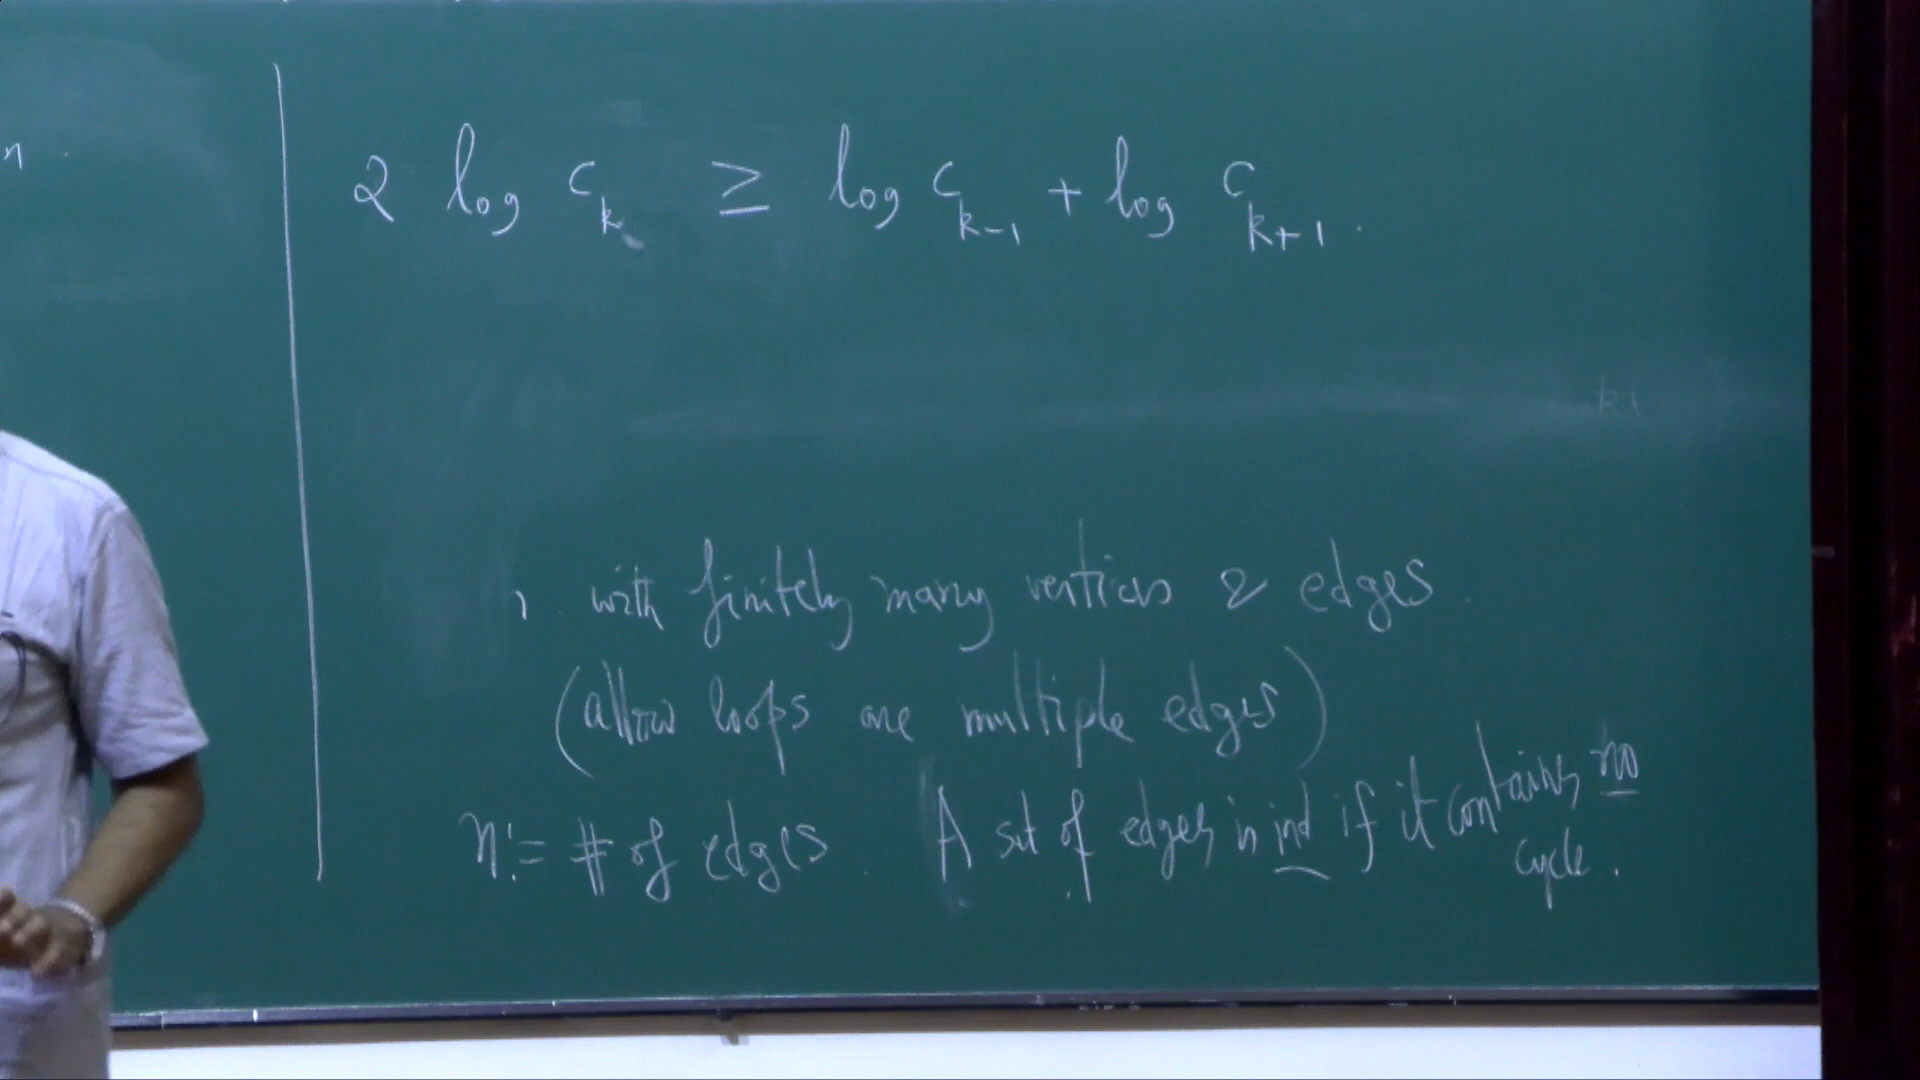 n.
2 log c_k ≥ log c_{k-1} + log c_{k+1}.
with finitely many vertices & edges.
(allow loops are multiple edges)
n := # of edges. A set of edges is ind if it contains no
cycle.